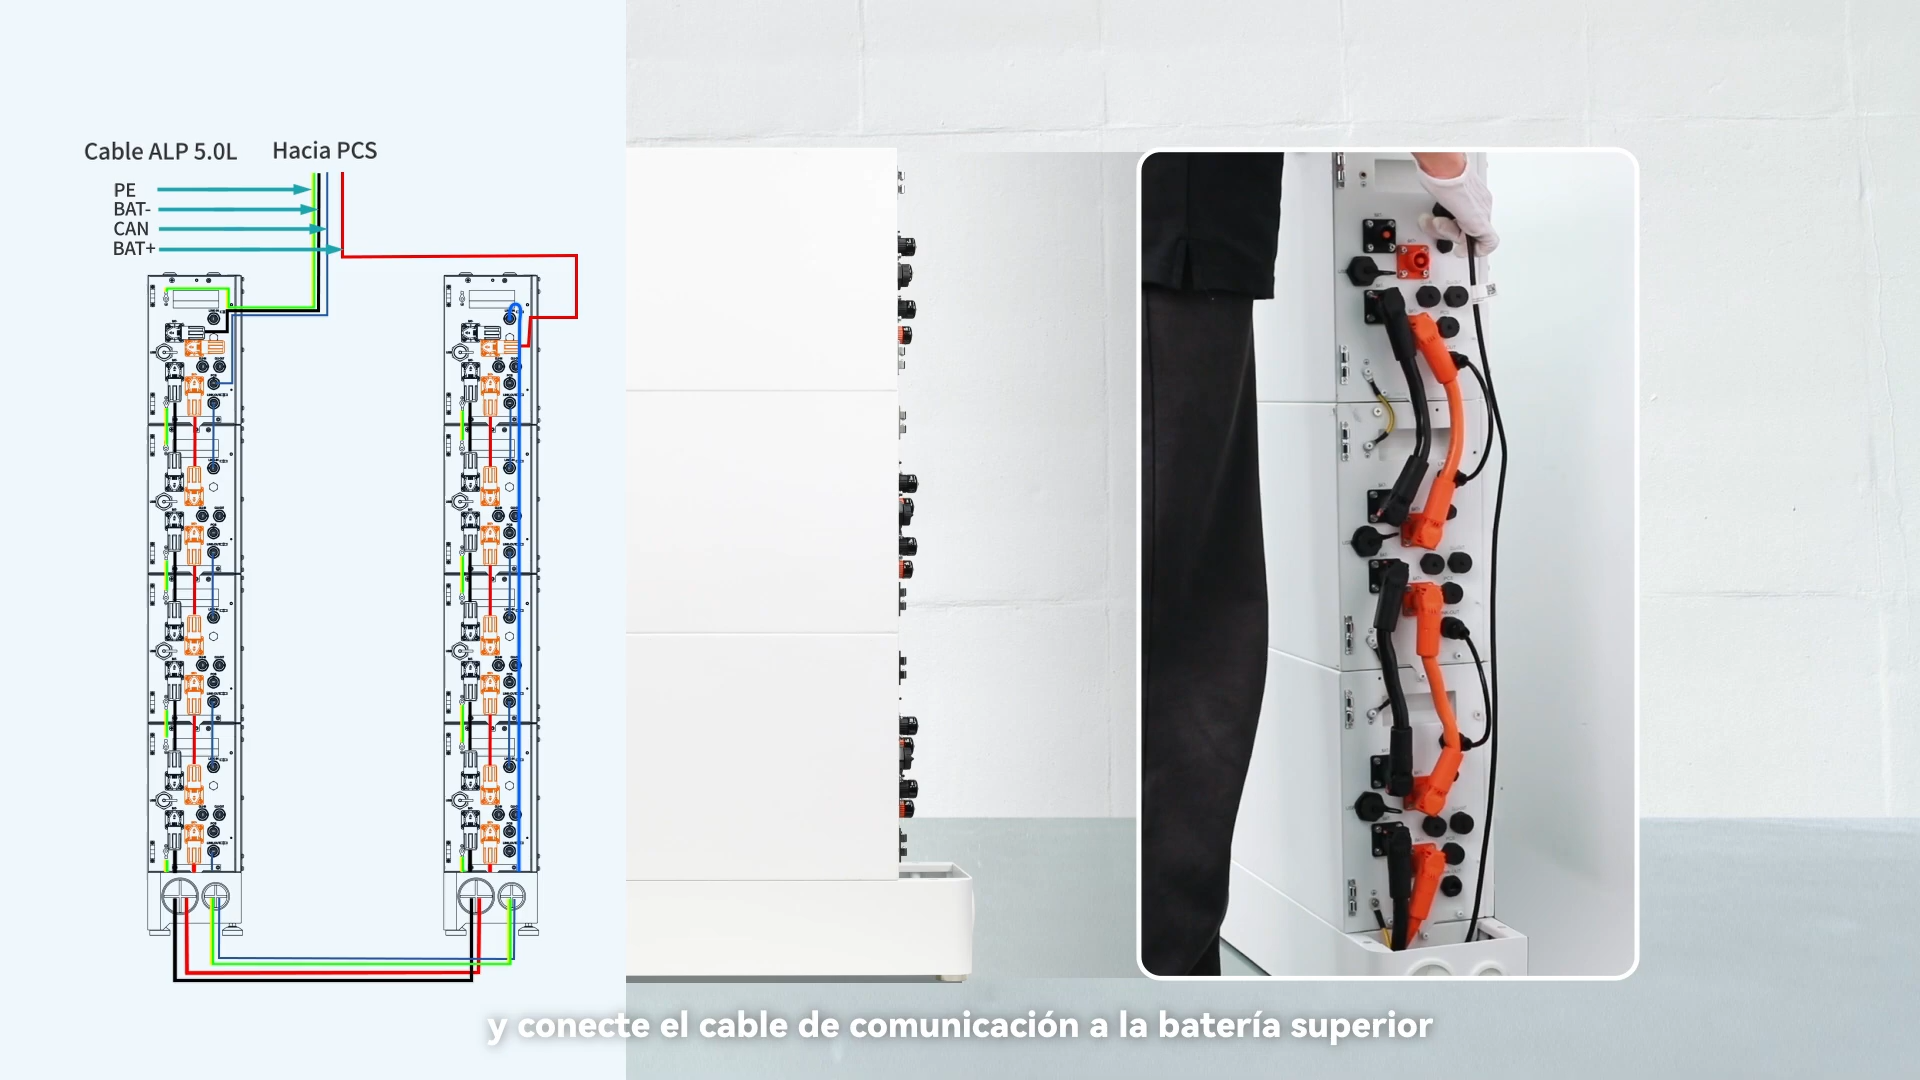 Cable ALP 5.0L
Hacia PCS
PE
BAT-
CAN
BAT+
y conecte el cable de comunicación a la batería superior